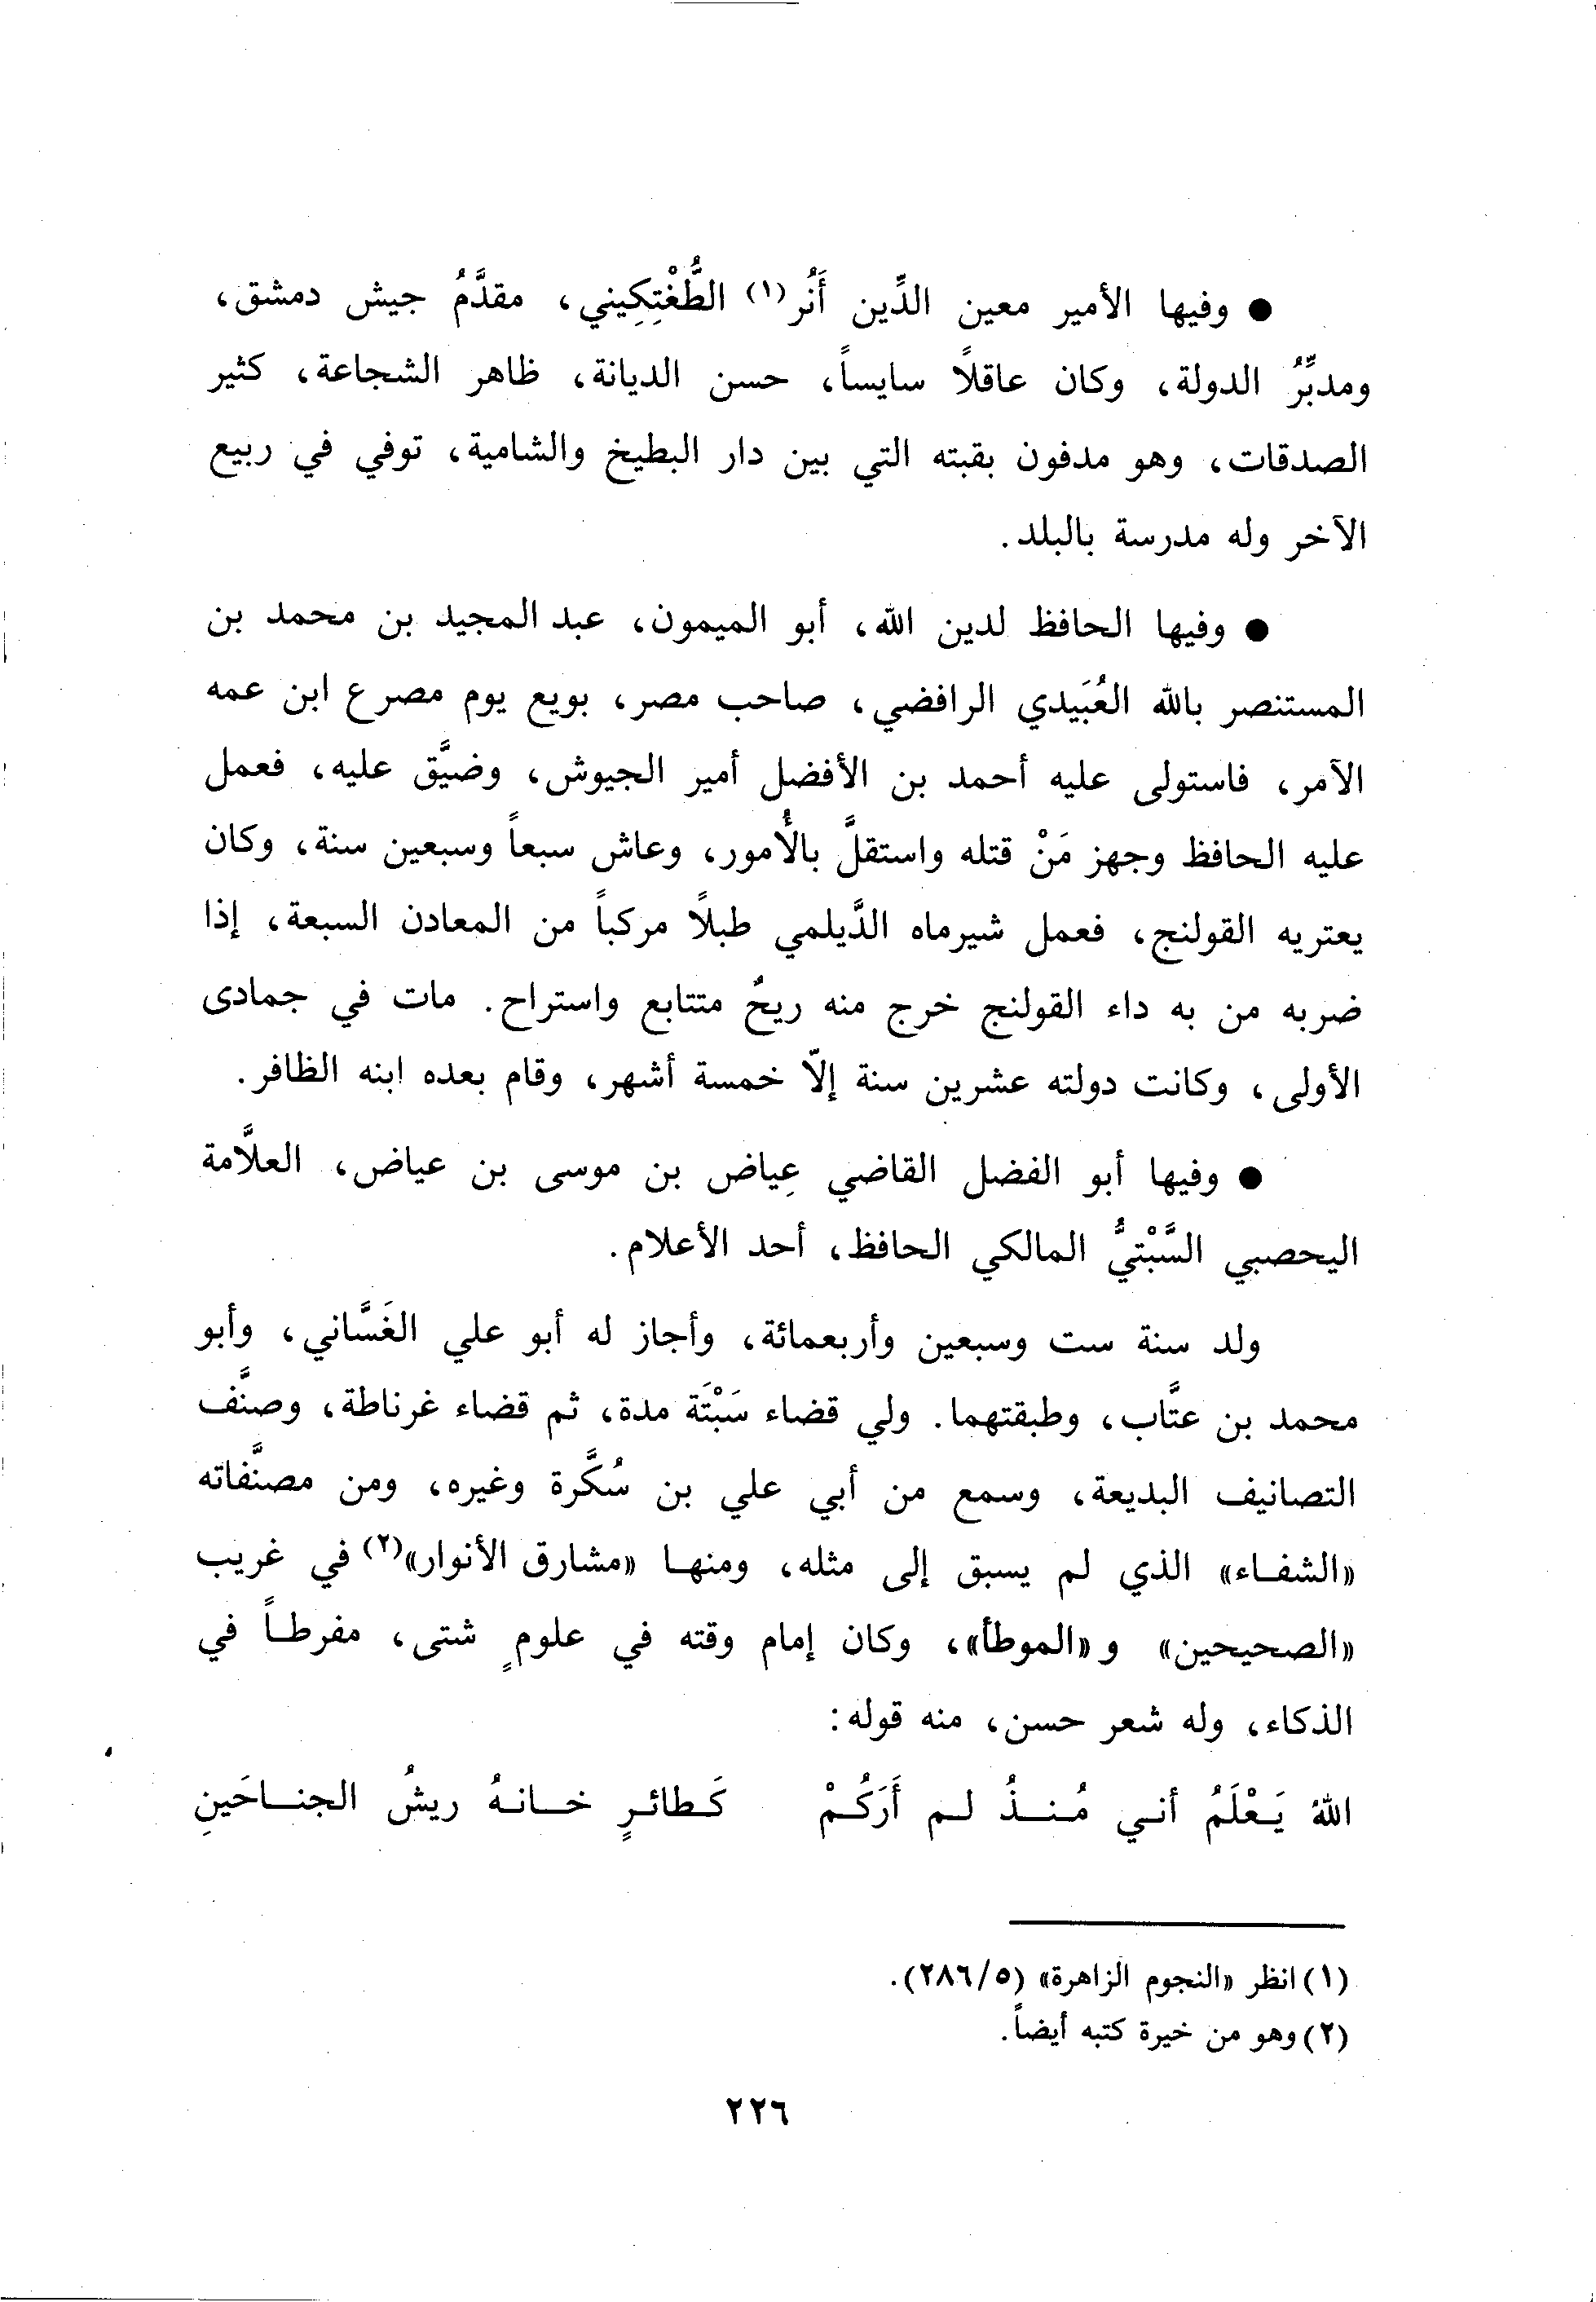 ● وفيها الأمير معين الدِّين أَنُر(١) الطُّغْتِكِيني، مقدَّمُ جيش دمشق،
ومدبِّرُ الدولة، وكان عاقلاً سايساً، حسن الديانة، ظاهر الشجاعة، كثير
الصدقات، وهو مدفون بقبته التي بين دار البطيخ والشامية، توفي في ربيع
الآخر وله مدرسة بالبلد.
● وفيها الحافظ لدين الله، أبو الميمون، عبد المجيد بن محمد بن
المستنصر بالله العُبَيدي الرافضي، صاحب مصر، بويع يوم مصرع ابن عمه
الآمر، فاستولى عليه أحمد بن الأفضل أمير الجيوش، وضيَّق عليه، فعمل
عليه الحافظ وجهز مَنْ قتله واستقلَّ بالأُمور، وعاش سبعاً وسبعين سنة، وكان
يعتريه القولنج، فعمل شيرماه الدَّيلمي طبلاً مركباً من المعادن السبعة، إذا
ضربه من به داء القولنج خرج منه ريحُ متتابع واستراح. مات في جمادى
الأولى، وكانت دولته عشرين سنة إلاّ خمسة أشهر، وقام بعده ابنه الظافر.
● وفيها أبو الفضل القاضي عِياض بن موسى بن عياض، العلاَّمة
اليحصبي السَّبْتيُّ المالكي الحافظ، أحد الأعلام.
ولد سنة ست وسبعين وأربعمائة، وأجاز له أبو علي الغَسَّاني، وأبو
محمد بن عتَّاب، وطبقتهما. ولي قضاء سَبْتَة مدة، ثم قضاء غرناطة، وصنَّف
التصانيف البديعة، وسمع من أبي علي بن سُكَّرة وغيره، ومن مصنَّفاته
«الشفاء» الذي لم يسبق إلى مثله، ومنها «مشارق الأنوار»(٢) في غريب
«الصحيحين» و«الموطأ»، وكان إمام وقته في علومٍ شتى، مفرطاً في
الذكاء، وله شعر حسن، منه قوله:
اللهُ يَعْلَمُ أني مُنذُ لم أَرَكُمْ كَطائرٍ خانهُ ريشُ الجناحَينِ
(١) انظر «النجوم الزاهرة» (٢٨٦/٥).
(٢) وهو من خيرة كتبه أيضاً.
٢٢٦